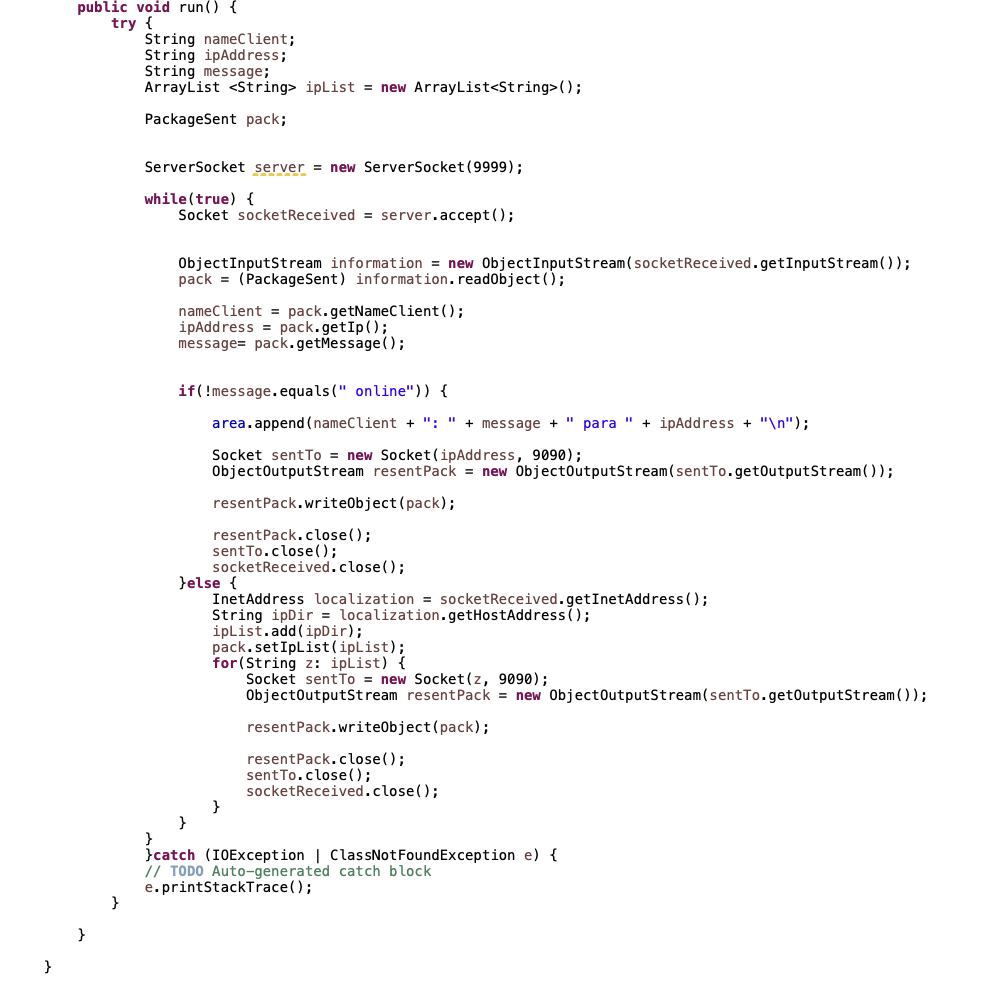 public void run() {
try {
String nameClient;
String ipAddress;
String message;
ArrayList <String> ipList = new ArrayList<String>();
PackageSent pack;
ServerSocket server = new ServerSocket(9999);
while(true) {
Socket socketReceived = server.accept();
ObjectInputStream information = new ObjectInputStream(socketReceived.getInputStream());
pack = (PackageSent) information.readObject();
nameClient = pack.getNameClient();
ipAddress = pack.getIp();
message= pack.getMessage();
if(!message.equals(" online")) {
area.append(nameClient + ": " + message + " para " + ipAddress + "\n");
Socket sentTo = new Socket(ipAddress, 9090);
ObjectOutputStream resentPack = new ObjectOutputStream(sentTo.getOutputStream());
resentPack.writeObject(pack);
resentPack.close();
sentTo.close();
socketReceived.close();
}else {
InetAddress localization = socketReceived.getInetAddress();
String ipDir = localization.getHostAddress();
ipList.add(ipDir);
pack.setIpList(ipList);
for(String z: ipList) {
Socket sentTo = new Socket(z, 9090);
ObjectOutputStream resentPack = new ObjectOutputStream(sentTo.getOutputStream());
resentPack.writeObject(pack);
resentPack.close();
sentTo.close();
socketReceived.close();
}
}
}
}catch (IOException | ClassNotFoundException e) {
// TODO Auto-generated catch block
e.printStackTrace();
}
}
}